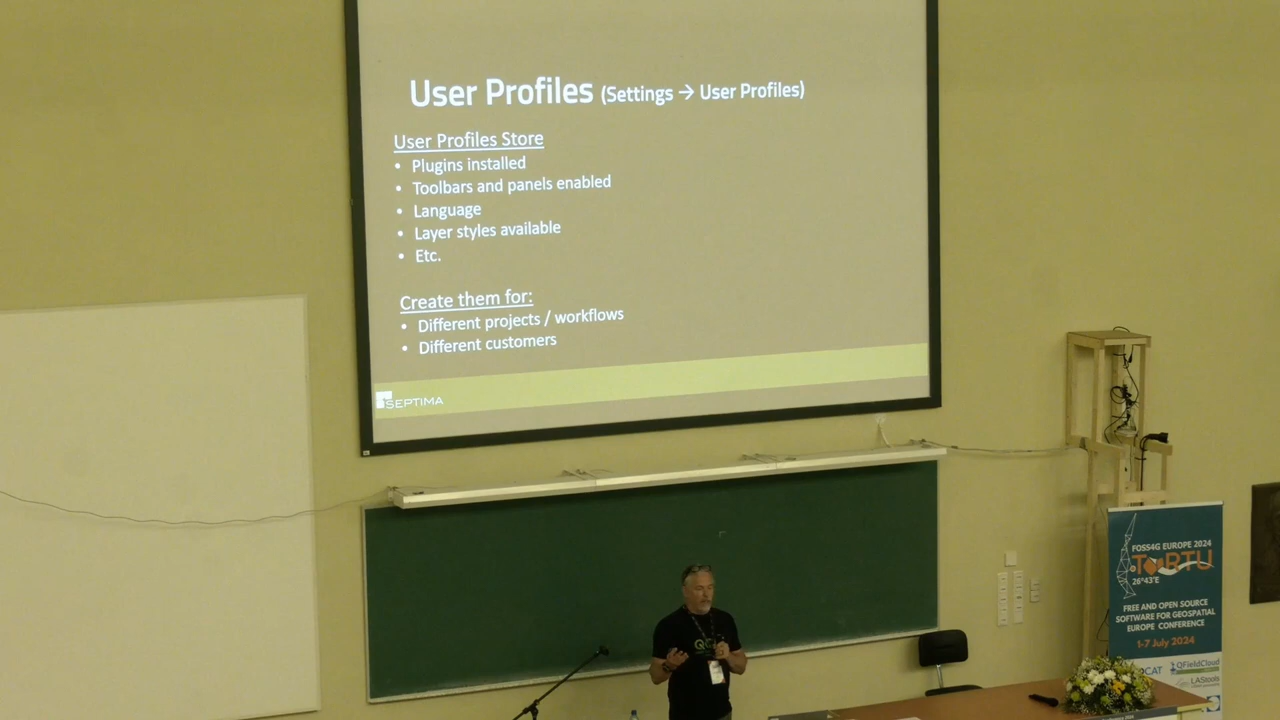 User Profiles (Settings → User Profiles)
User Profiles Store
• Plugins installed
• Toolbars and panels enabled
• Language
• Layer styles available
• Etc.
Create them for:
• Different projects / workflows
• Different customers
SEPTIMA
FOSS4G EUROPE 2024
TARTU
26°43'E
FREE AND OPEN SOURCE
SOFTWARE FOR GEOSPATIAL
EUROPE CONFERENCE
1-7 July 2024
QFieldCloud
LAStools